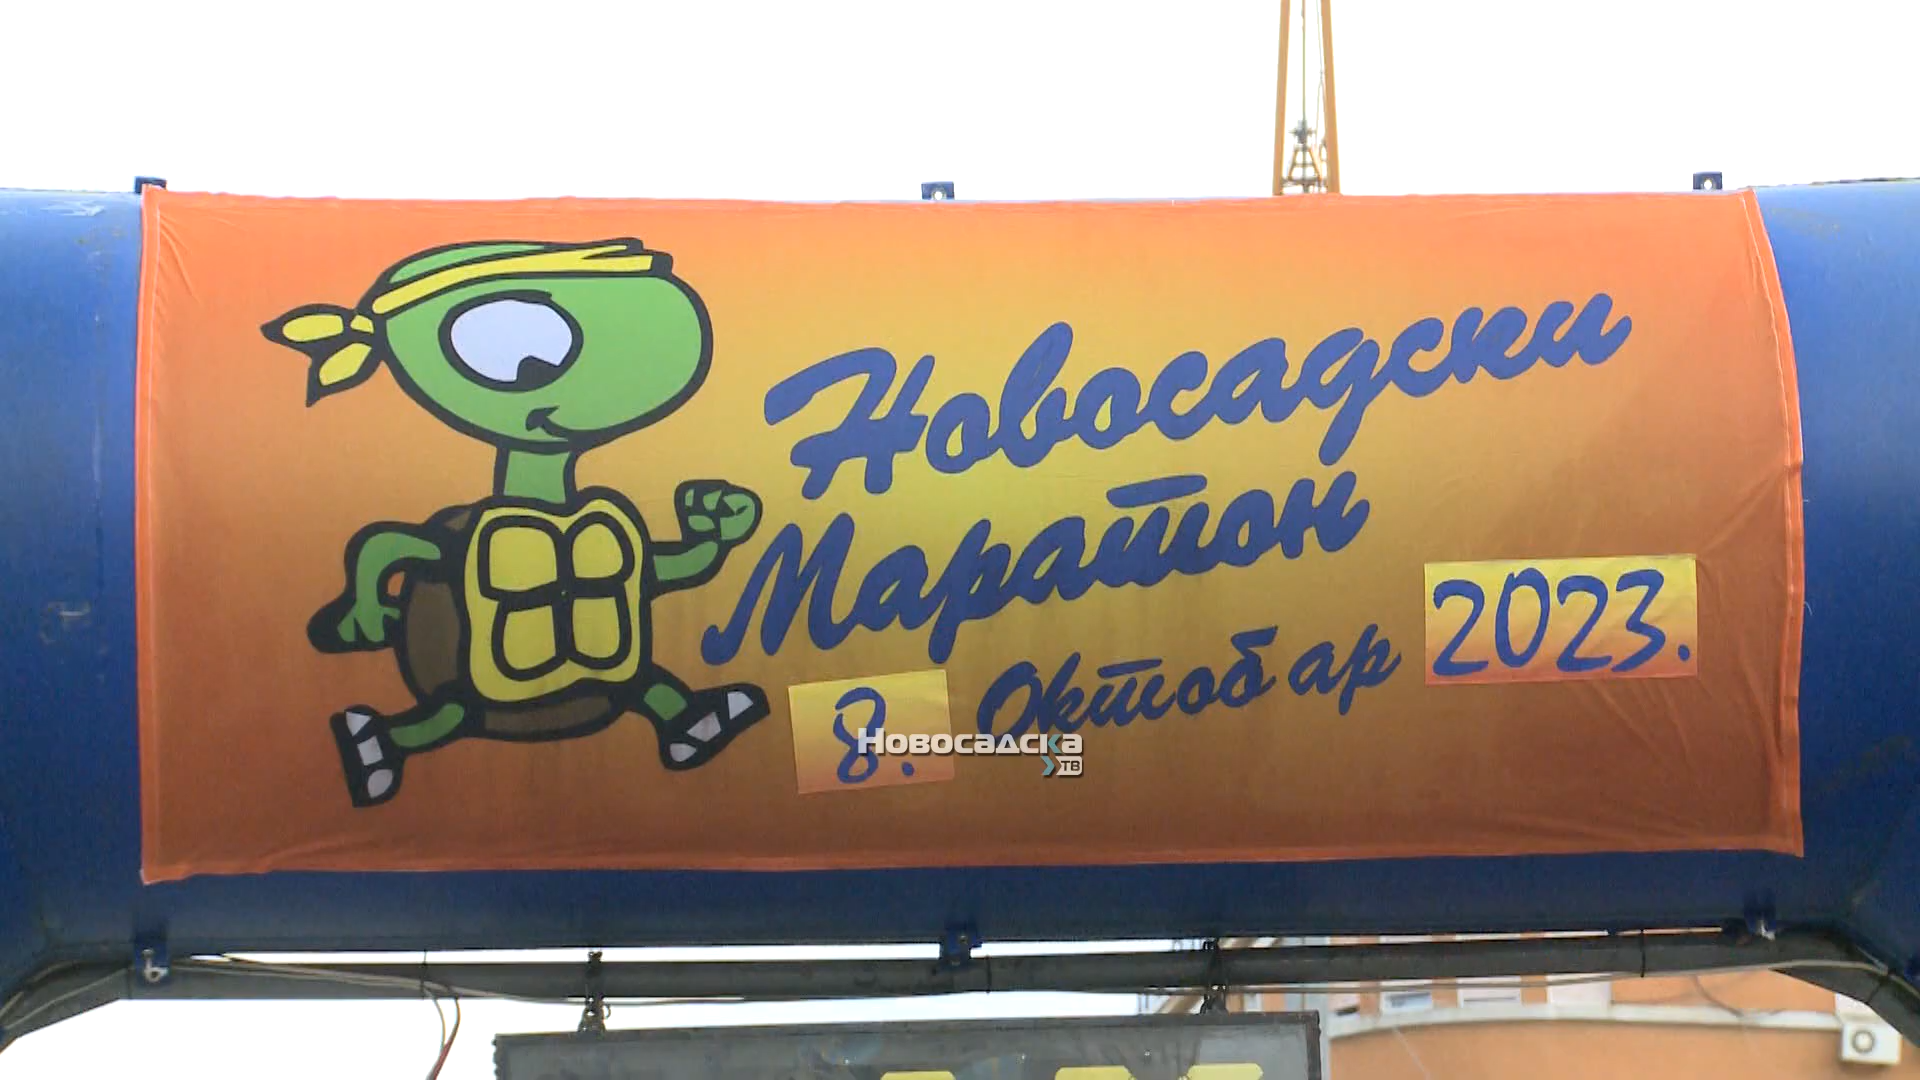 Новосадски
Маратон
8. Октобар 2023.
Новосадска
ТВ